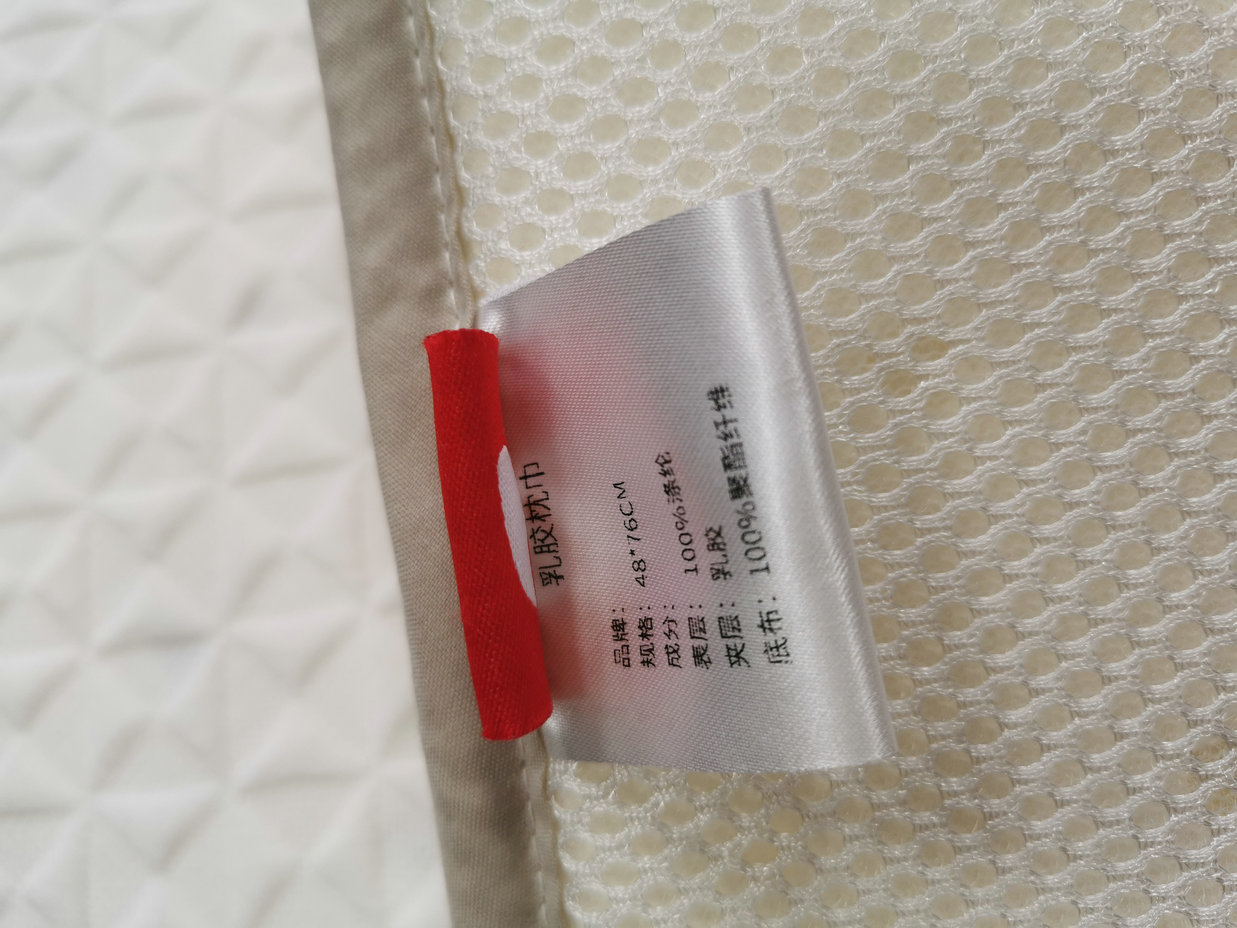 乳胶枕巾
品牌：
规格：48*76CM
成分：
表层：100%涤纶
夹层：乳胶
底布：100%聚酯纤维